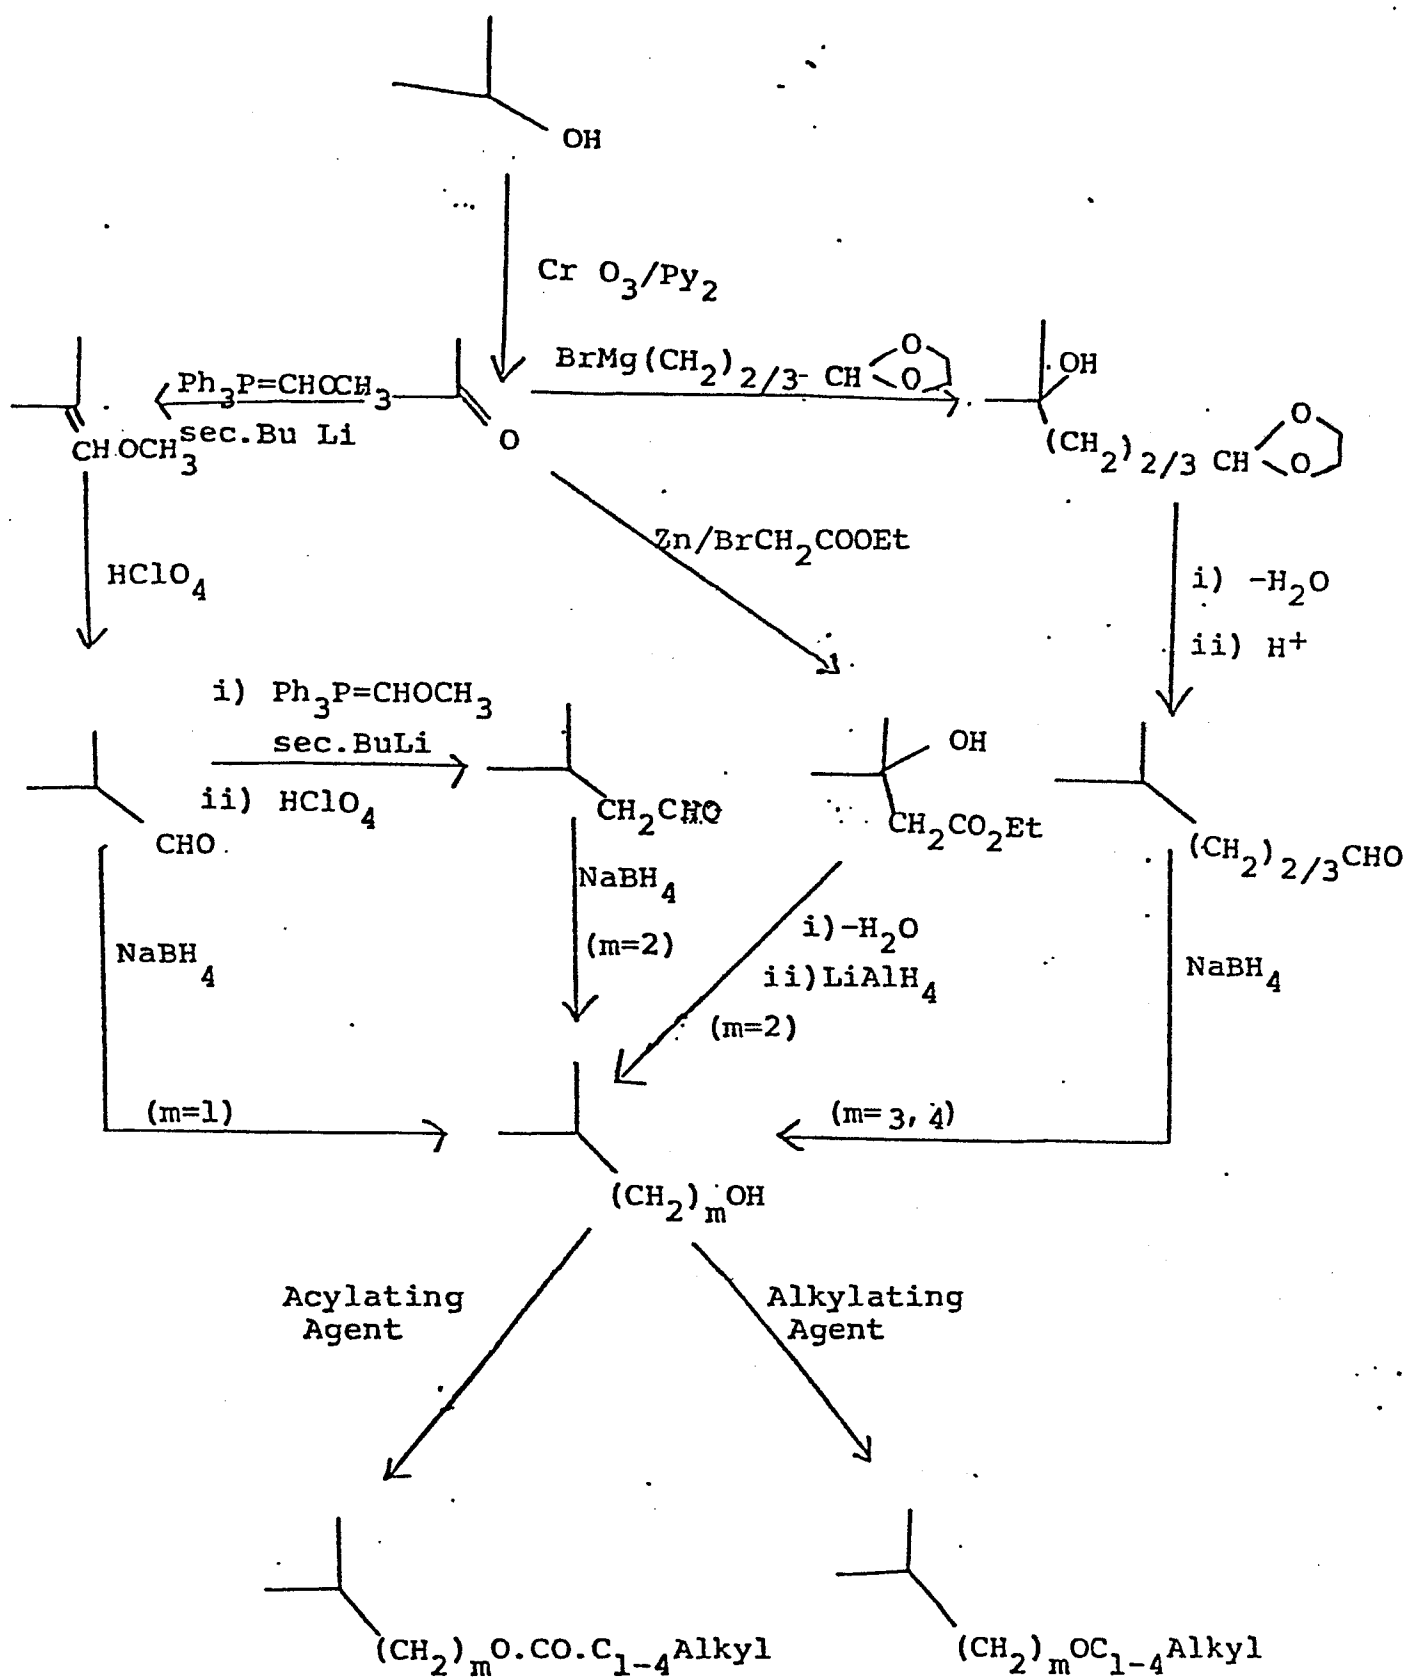 OH
Cr O3/Py2
BrMg(CH2)2/3- CH
O
O
Ph3P=CHOCH3
sec.Bu Li
O
CH.OCH3
OH
(CH2)2/3 CH
O
O
Zn/BrCH2COOEt
HClO4
i) -H2O
ii) H+
i) Ph3P=CHOCH3
sec.BuLi
ii) HClO4
CHO
CH2CHO
OH
CH2CO2Et
(CH2)2/3CHO
NaBH4
NaBH4
(m=2)
i)-H2O
ii)LiAlH4
(m=2)
NaBH4
(m=1)
(m=3,4)
(CH2)mOH
Acylating
Agent
Alkylating
Agent
(CH2)mO.CO.C1-4Alkyl
(CH2)mOC1-4Alkyl